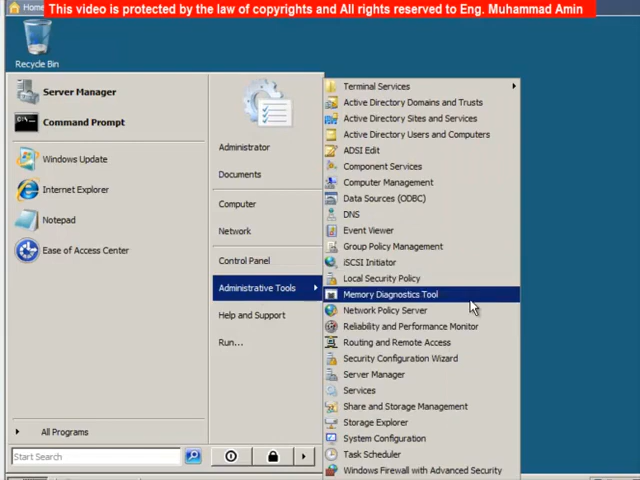 Home
This video is protected by the law of copyrights and All rights reserved to Eng. Muhammad Amin
Recycle Bin
Server Manager
Command Prompt
Windows Update
Internet Explorer
Notepad
Ease of Access Center
All Programs
Start Search
Administrator
Documents
Computer
Network
Control Panel
Administrative Tools
Help and Support
Run...
Terminal Services
Active Directory Domains and Trusts
Active Directory Sites and Services
Active Directory Users and Computers
ADSI Edit
Component Services
Computer Management
Data Sources (ODBC)
DNS
Event Viewer
Group Policy Management
iSCSI Initiator
Local Security Policy
Memory Diagnostics Tool
Network Policy Server
Reliability and Performance Monitor
Routing and Remote Access
Security Configuration Wizard
Server Manager
Services
Share and Storage Management
Storage Explorer
System Configuration
Task Scheduler
Windows Firewall with Advanced Security